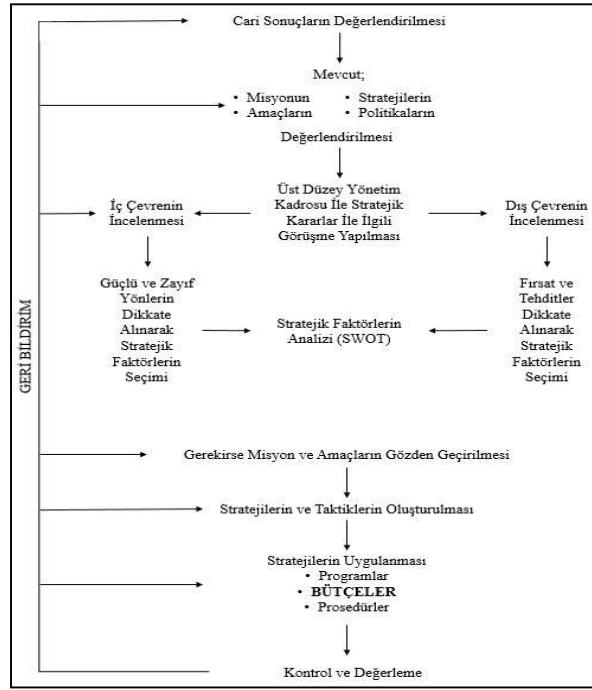 Cari Sonuçların Değerlendirilmesi
Mevcut;
• Misyonun • Stratejilerin
• Amaçların • Politikaların
Değerlendirilmesi
Üst Düzey Yönetim
Kadrosu İle Stratejik
Kararlar İle İlgili
Görüşme Yapılması
İç Çevrenin
İncelenmesi
Dış Çevrenin
İncelenmesi
Güçlü ve Zayıf
Yönlerin
Dikkate
Alınarak
Stratejik
Faktörlerin
Seçimi
Stratejik Faktörlerin
Analizi (SWOT)
Fırsat ve
Tehditler
Dikkate
Alınarak
Stratejik
Faktörlerin
Seçimi
GERİ BİLDİRİM
Gerekirse Misyon ve Amaçların Gözden Geçirilmesi
Stratejilerin ve Taktiklerin Oluşturulması
Stratejilerin Uygulanması
• Programlar
• BÜTÇELER
• Prosedürler
Kontrol ve Değerleme